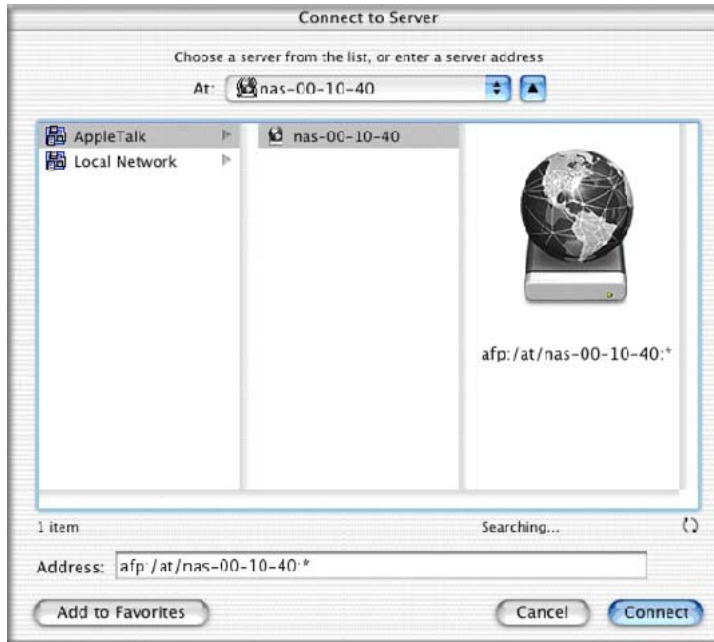 Connect to Server
Choose a server from the list, or enter a server address
At: nas-00-10-40
AppleTalk
Local Network
nas-00-10-40
afp:/at/nas-00-10-40:*
1 item
Searching...
Address: afp:/at/nas-00-10-40:*
Add to Favorites
Cancel
Connect